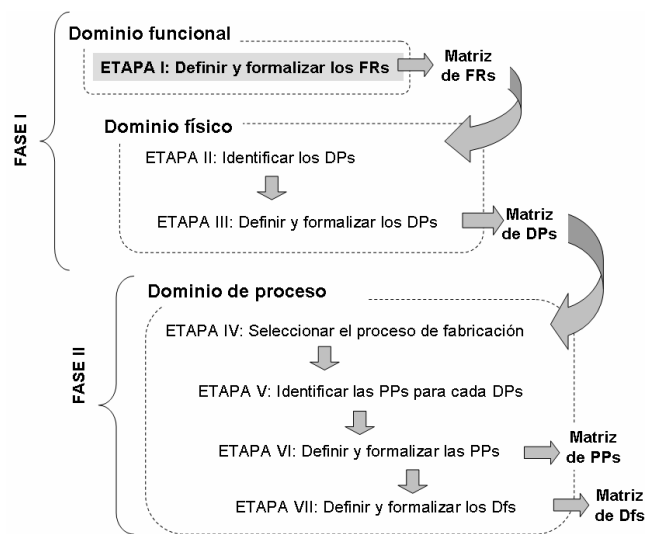 Dominio funcional
ETAPA I: Definir y formalizar los FRs
Matriz
de FRs
FASE I
Dominio físico
ETAPA II: Identificar los DPs
ETAPA III: Definir y formalizar los DPs
Matriz
de DPs
Dominio de proceso
ETAPA IV: Seleccionar el proceso de fabricación
FASE II
ETAPA V: Identificar las PPs para cada DPs
ETAPA VI: Definir y formalizar las PPs
Matriz
de PPs
ETAPA VII: Definir y formalizar los Dfs
Matriz
de Dfs